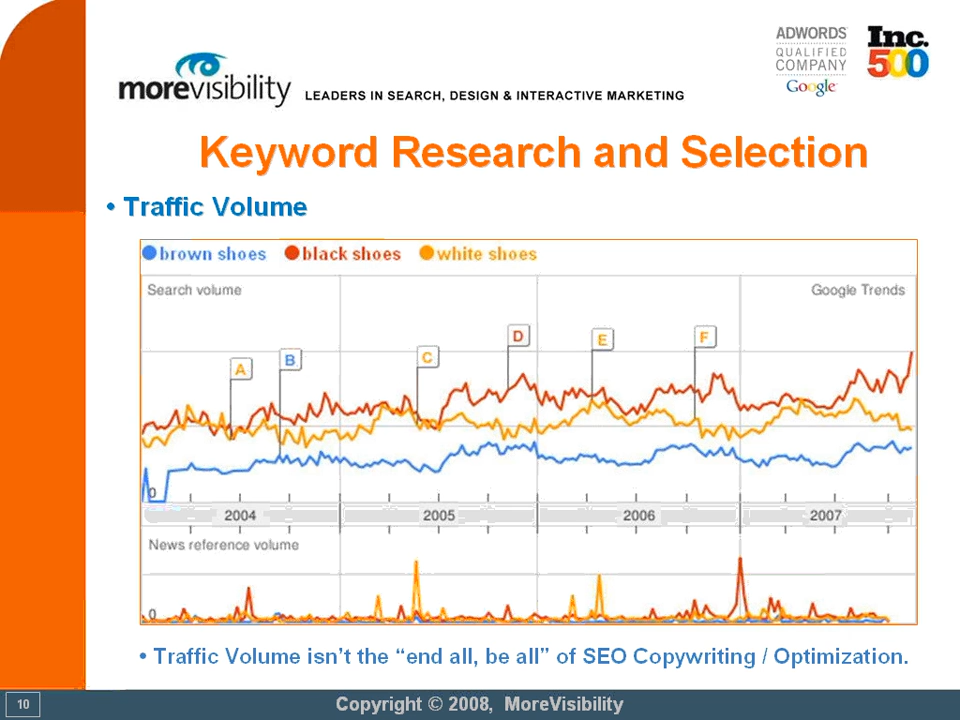 ADWORDS
QUALIFIED
COMPANY
Google
Inc.
500
morevisibility
LEADERS IN SEARCH, DESIGN & INTERACTIVE MARKETING
Keyword Research and Selection
• Traffic Volume
brown shoes black shoes white shoes
Search volume Google Trends
A B C D E F
0
2004 2005 2006 2007
News reference volume
0
• Traffic Volume isn’t the “end all, be all” of SEO Copywriting / Optimization.
10 Copyright © 2008, MoreVisibility